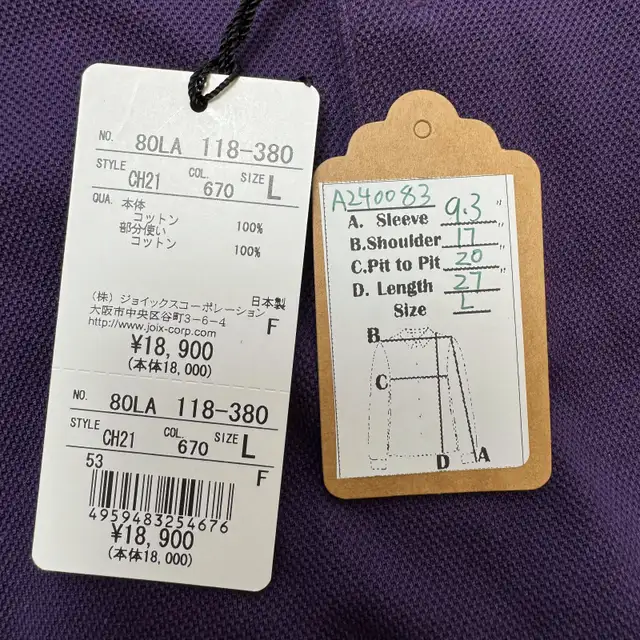 NO. 80LA 118-380
STYLE CH21 COL. 670 SIZE L
QUA. 本体
コットン 100%
部分使い
コットン 100%
(株) ジョイックスコーポレーション 日本製
大阪市中央区谷町3-6-4
http://www.joix-corp.com F
¥18,900
(本体18,000)
NO. 80LA 118-380
STYLE CH21 COL. 670 SIZE L
53 F
4959483254676
¥18,900
(本体18,000)
A240083
A. Sleeve 9.3"
B.Shoulder 17"
C.Pit to Pit 20"
D. Length 27"
Size L
B
C
D A